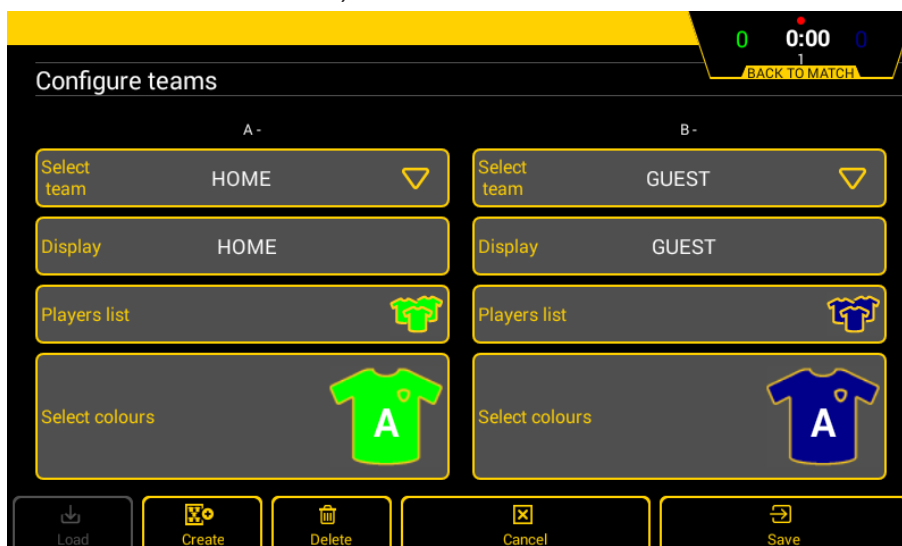 0 0:00 0
1
BACK TO MATCH
Configure teams
A -
B -
Select
team
HOME
Select
team
GUEST
Display
HOME
Display
GUEST
Players list
Players list
Select colours
A
Select colours
A
Load
Create
Delete
Cancel
Save